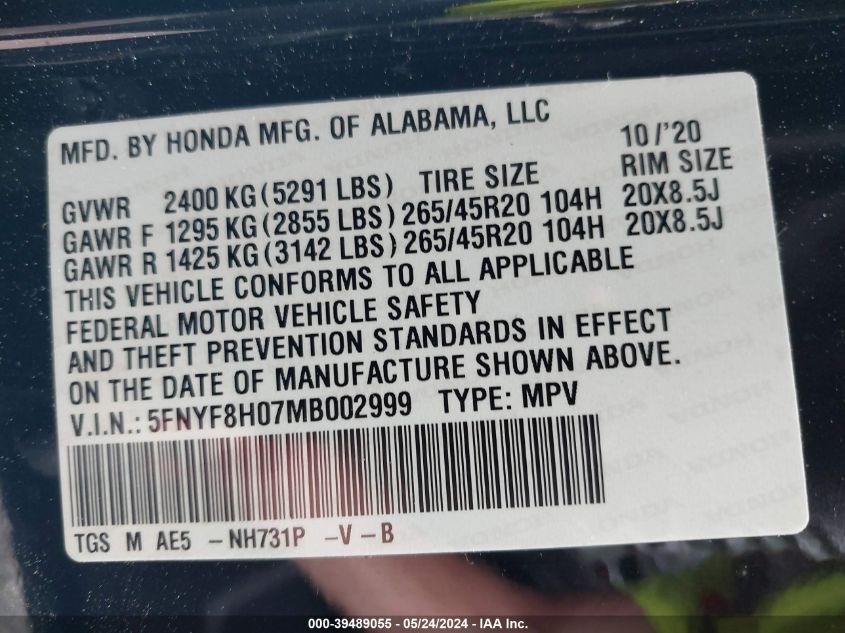 MFD. BY HONDA MFG. OF ALABAMA, LLC 10/'20
GVWR 2400 KG (5291 LBS) TIRE SIZE RIM SIZE
GAWR F 1295 KG (2855 LBS) 265/45R20 104H 20X8.5J
GAWR R 1425 KG (3142 LBS) 265/45R20 104H 20X8.5J
THIS VEHICLE CONFORMS TO ALL APPLICABLE
FEDERAL MOTOR VEHICLE SAFETY
AND THEFT PREVENTION STANDARDS IN EFFECT
ON THE DATE OF MANUFACTURE SHOWN ABOVE.
V.I.N.: 5FNYF8H07MB002999 TYPE: MPV
TGS M AE5 -NH731P -V-B
000-39489055 - 05/24/2024 - IAA Inc.